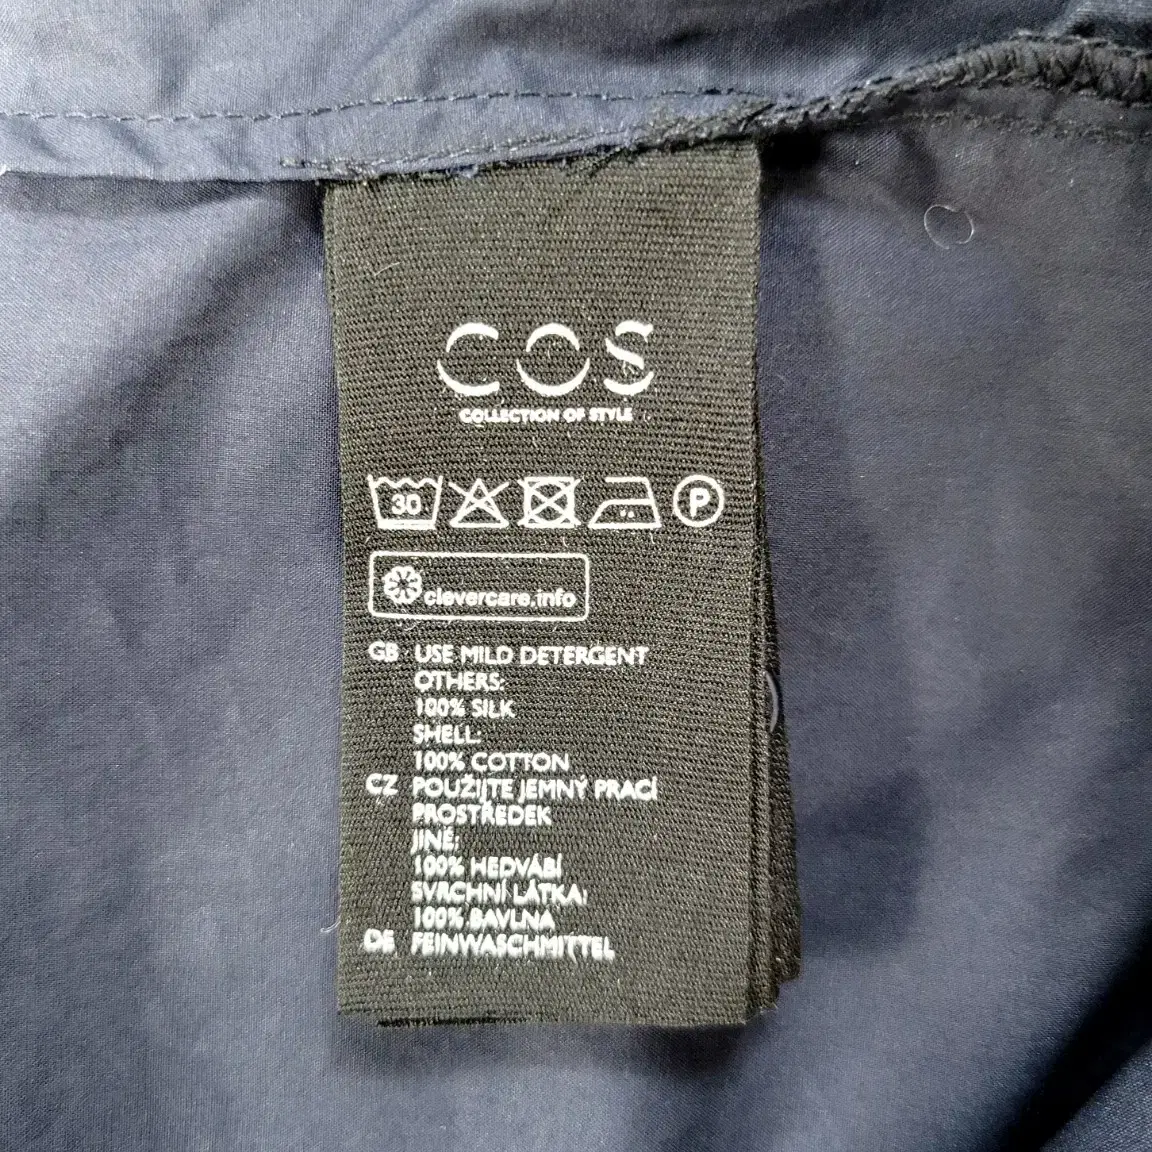 COS
COLLECTION OF STYLE
30 P
clevercare.info
GB USE MILD DETERGENT
OTHERS:
100% SILK
SHELL:
100% COTTON
CZ POUŽIJTE JEMNÝ PRACÍ
PROSTŘEDEK
JINÉ:
100% HEDVÁBÍ
SVRCHNÍ LÁTKA:
100% BAVLNA
DE FEINWASCHMITTEL